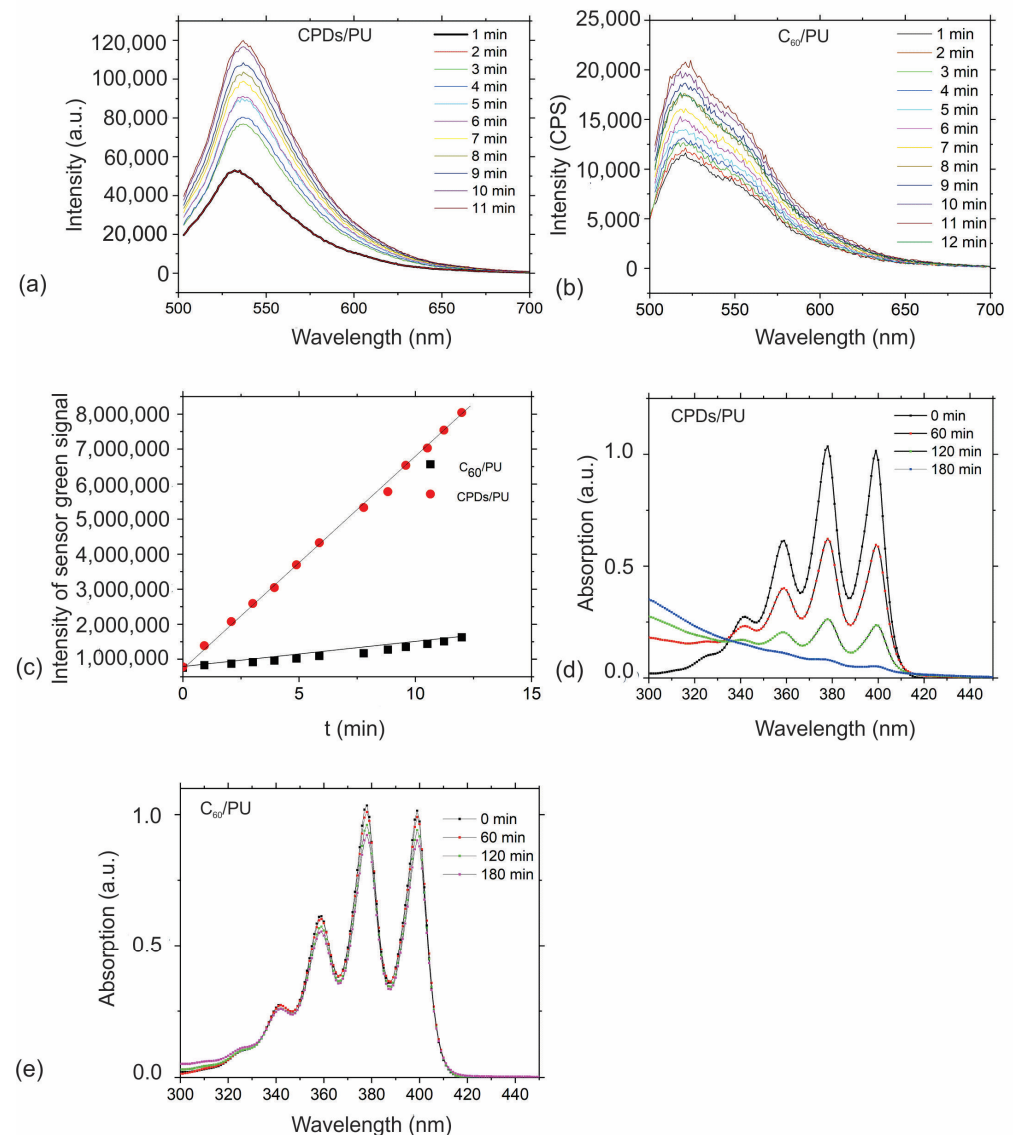 CPDs/PU
120,000
100,000
80,000
60,000
40,000
20,000
0
500 550 600 650 700
Intensity (a.u.)
Wavelength (nm)
1 min
2 min
3 min
4 min
5 min
6 min
7 min
8 min
9 min
10 min
11 min
(a)
C60/PU
25,000
20,000
15,000
10,000
5,000
0
500 550 600 650 700
Intensity (CPS)
Wavelength (nm)
1 min
2 min
3 min
4 min
5 min
6 min
7 min
8 min
9 min
10 min
11 min
12 min
(b)
8,000,000
7,000,000
6,000,000
5,000,000
4,000,000
3,000,000
2,000,000
1,000,000
0 5 10 15
Intensity of sensor green signal
t (min)
C60/PU
CPDs/PU
(c)
CPDs/PU
1.0
0.5
0.0
300 320 340 360 380 400 420 440
Absorption (a.u.)
Wavelength (nm)
0 min
60 min
120 min
180 min
(d)
C60/PU
1.0
0.5
0.0
300 320 340 360 380 400 420 440
Absorption (a.u.)
Wavelength (nm)
0 min
60 min
120 min
180 min
(e)